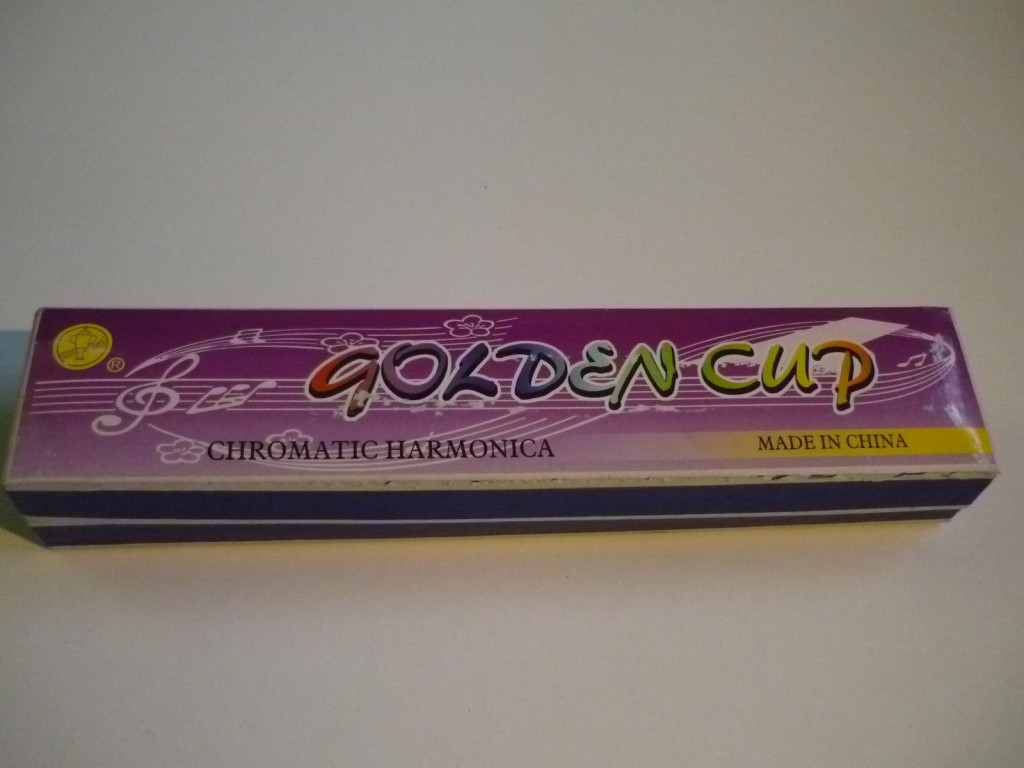 ®
GOLDEN CUP
CHROMATIC HARMONICA
MADE IN CHINA